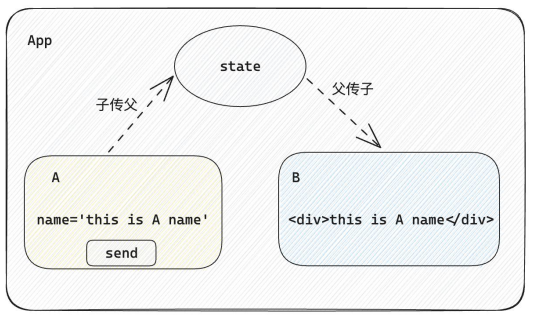 App
state
子传父
父传子
A
name='this is A name'
send
B
<div>this is A name</div>